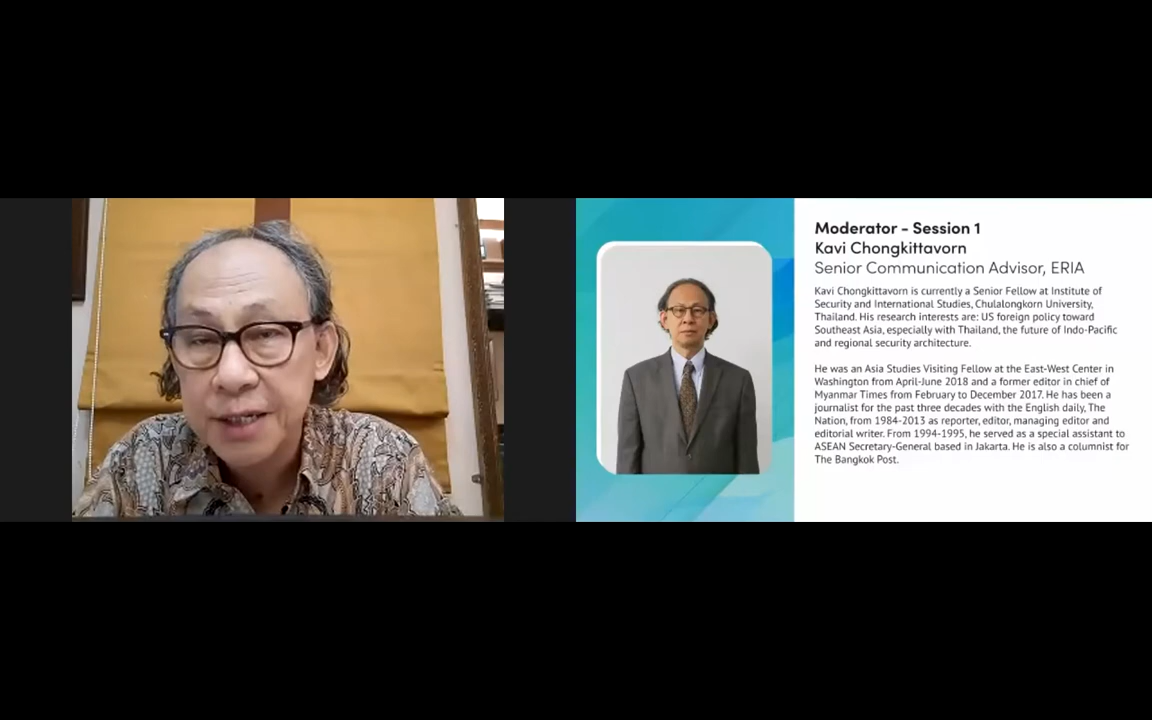 Moderator - Session 1
Kavi Chongkittavorn
Senior Communication Advisor, ERIA
Kavi Chongkittavorn is currently a Senior Fellow at Institute of
Security and International Studies, Chulalongkorn University,
Thailand. His research interests are: US foreign policy toward
Southeast Asia, especially with Thailand, the future of Indo-Pacific
and regional security architecture.
He was an Asia Studies Visiting Fellow at the East-West Center in
Washington from April-June 2018 and a former editor in chief of
Myanmar Times from February to December 2017. He has been a
journalist for the past three decades with the English daily, The
Nation, from 1984-2013 as reporter, editor, managing editor and
editorial writer. From 1994-1995, he served as a special assistant to
ASEAN Secretary-General based in Jakarta. He is also a columnist for
The Bangkok Post.